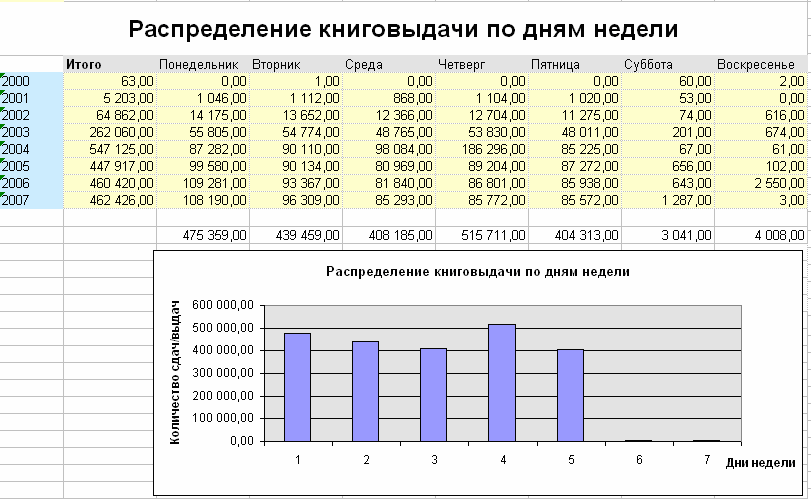 Распределение книговыдачи по дням недели
Итого Понедельник Вторник Среда Четверг Пятница Суббота Воскресенье
2000 63,00 0,00 1,00 0,00 0,00 0,00 60,00 2,00
2001 5 203,00 1 046,00 1 112,00 868,00 1 104,00 1 020,00 53,00 0,00
2002 64 862,00 14 175,00 13 652,00 12 366,00 12 704,00 11 275,00 74,00 616,00
2003 262 060,00 55 805,00 54 774,00 48 765,00 53 830,00 48 011,00 201,00 674,00
2004 547 125,00 87 282,00 90 110,00 98 084,00 186 296,00 85 225,00 67,00 61,00
2005 447 917,00 99 580,00 90 134,00 80 969,00 89 204,00 87 272,00 656,00 102,00
2006 460 420,00 109 281,00 93 367,00 81 840,00 86 801,00 85 938,00 643,00 2 550,00
2007 462 426,00 108 190,00 96 309,00 85 293,00 85 772,00 85 572,00 1 287,00 3,00
475 359,00 439 459,00 408 185,00 515 711,00 404 313,00 3 041,00 4 008,00
Распределение книговыдачи по дням недели
Количество сдач/выдач
600 000,00
500 000,00
400 000,00
300 000,00
200 000,00
100 000,00
0,00
1 2 3 4 5 6 7
Дни недели